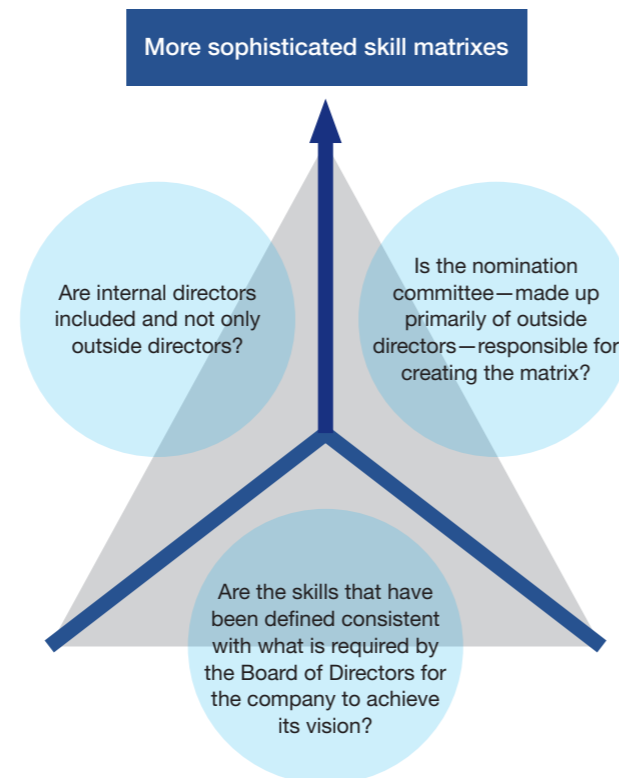 More sophisticated skill matrixes
Are internal directors
included and not only
outside directors?
Is the nomination
committee—made up
primarily of outside
directors—responsible for
creating the matrix?
Are the skills that have
been defined consistent
with what is required by
the Board of Directors for
the company to achieve
its vision?